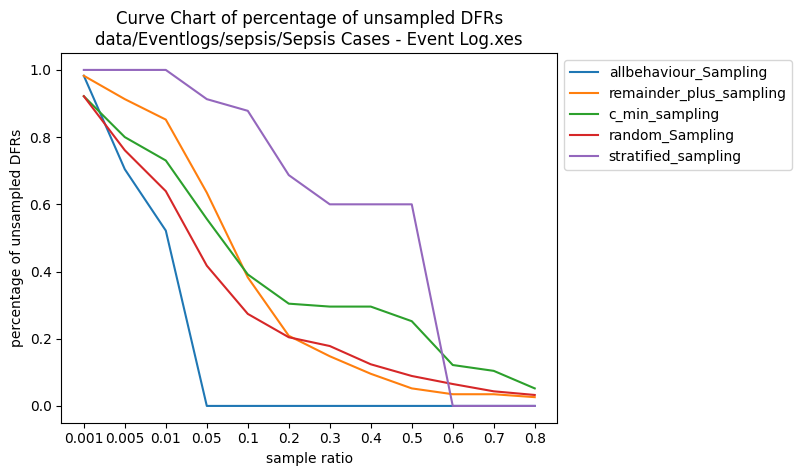 Curve Chart of percentage of unsampled DFRs
data/Eventlogs/sepsis/Sepsis Cases - Event Log.xes
allbehaviour_Sampling
remainder_plus_sampling
c_min_sampling
random_Sampling
stratified_sampling
percentage of unsampled DFRs
1.0
0.8
0.6
0.4
0.2
0.0
0.001 0.005 0.01 0.05 0.1 0.2 0.3 0.4 0.5 0.6 0.7 0.8
sample ratio